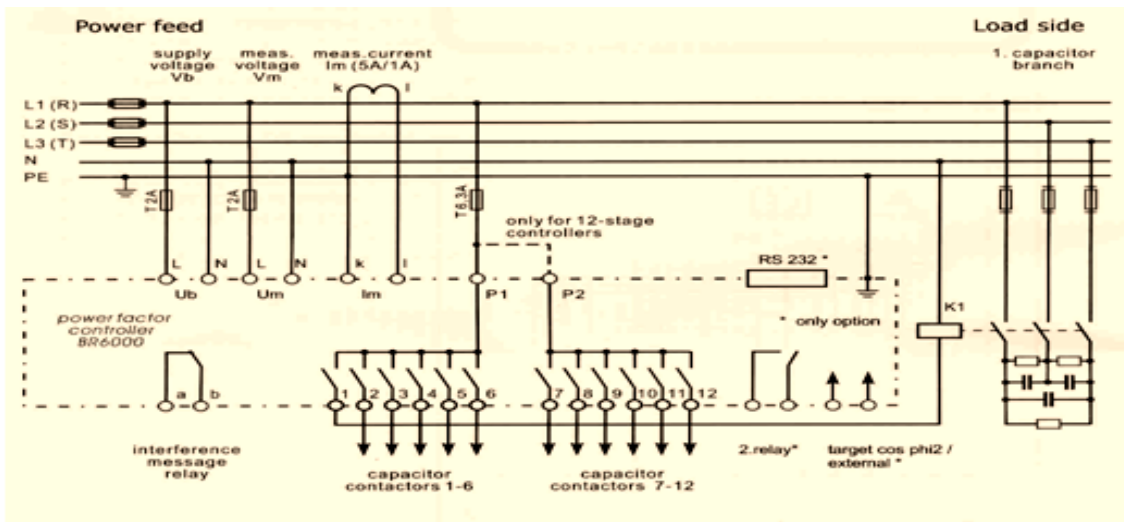 Power feed
Load side
supply
voltage
Vb
meas.
voltage
Vm
meas.current
Im (5A/1A)
1. capacitor
branch
k
l
L1 (R)
L2 (S)
L3 (T)
N
PE
T2A
T2A
T6,3A
only for 12-stage
controllers
L
N
L
N
k
l
RS 232 *
Ub
Um
Im
P1
P2
K1
power factor
controller
BR6000
* only option
a
b
1
2
3
4
5
6
7
8
9
10
11
12
interference
message
relay
capacitor
contactors 1-6
capacitor
contactors 7-12
2.relay*
target cos phi2 /
external *